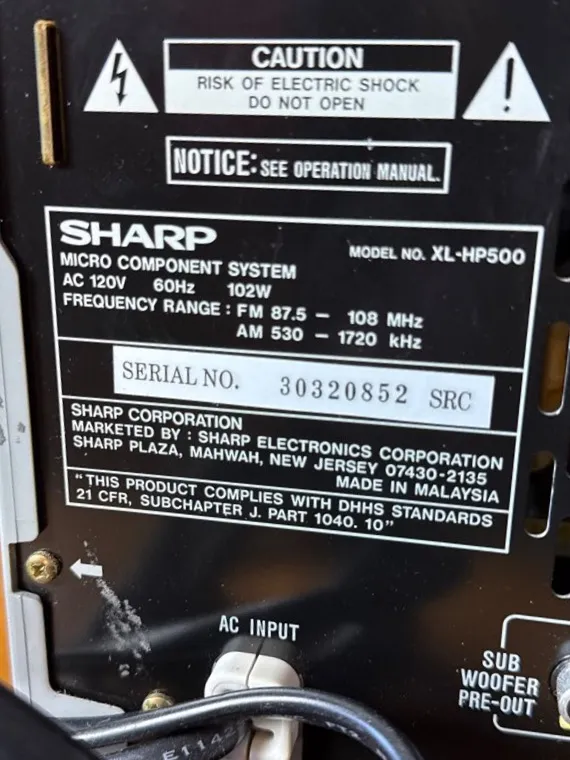 CAUTION
RISK OF ELECTRIC SHOCK
DO NOT OPEN
NOTICE: SEE OPERATION MANUAL.
SHARP MODEL NO. XL-HP500
MICRO COMPONENT SYSTEM
AC 120V 60Hz 102W
FREQUENCY RANGE : FM 87.5 – 108 MHz
AM 530 – 1720 kHz
SERIAL NO. 30320852 SRC
SHARP CORPORATION
MARKETED BY : SHARP ELECTRONICS CORPORATION
SHARP PLAZA, MAHWAH, NEW JERSEY 07430-2135
MADE IN MALAYSIA
“THIS PRODUCT COMPLIES WITH DHHS STANDARDS
21 CFR, SUBCHAPTER J. PART 1040. 10”
AC INPUT
SUB
WOOFER
PRE-OUT